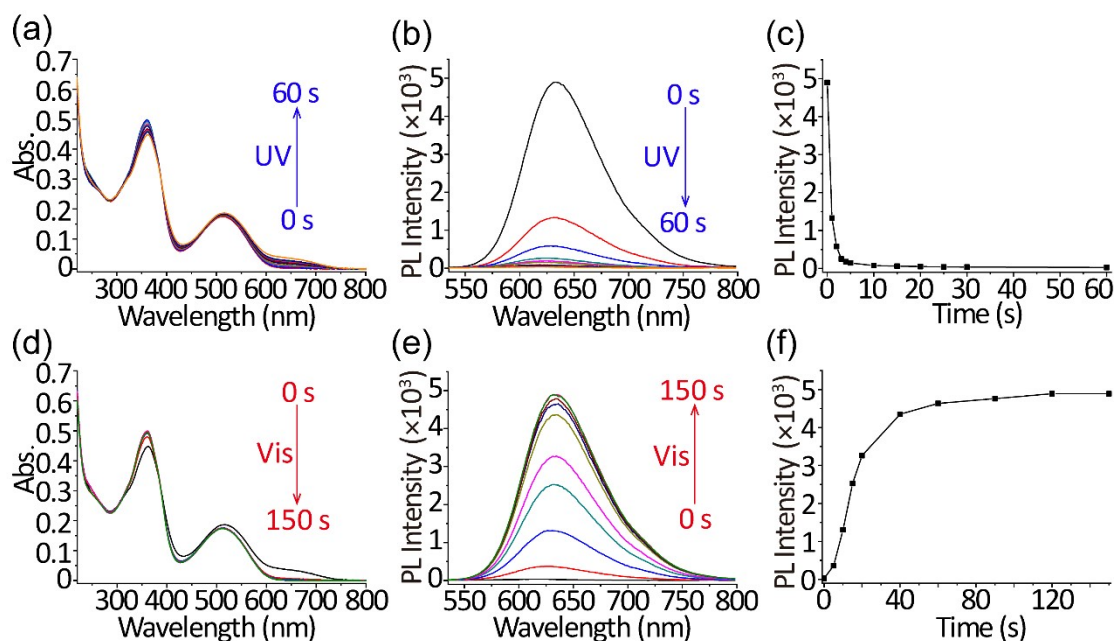 (a)
Abs.
0.7
0.6
0.5
0.4
0.3
0.2
0.1
0
60 s
UV
0 s
300 400 500 600 700 800
Wavelength (nm)
(b)
PL Intensity (×10³)
5
4
3
2
1
0
0 s
UV
60 s
550 600 650 700 750 800
Wavelength (nm)
(c)
PL Intensity (×10³)
5
4
3
2
1
0
0 10 20 30 40 50 60
Time (s)
(d)
Abs.
0.7
0.6
0.5
0.4
0.3
0.2
0.1
0
0 s
Vis
150 s
300 400 500 600 700 800
Wavelength (nm)
(e)
PL Intensity (×10³)
5
4
3
2
1
0
150 s
Vis
0 s
550 600 650 700 750 800
Wavelength (nm)
(f)
PL Intensity (×10³)
5
4
3
2
1
0
0 40 80 120
Time (s)